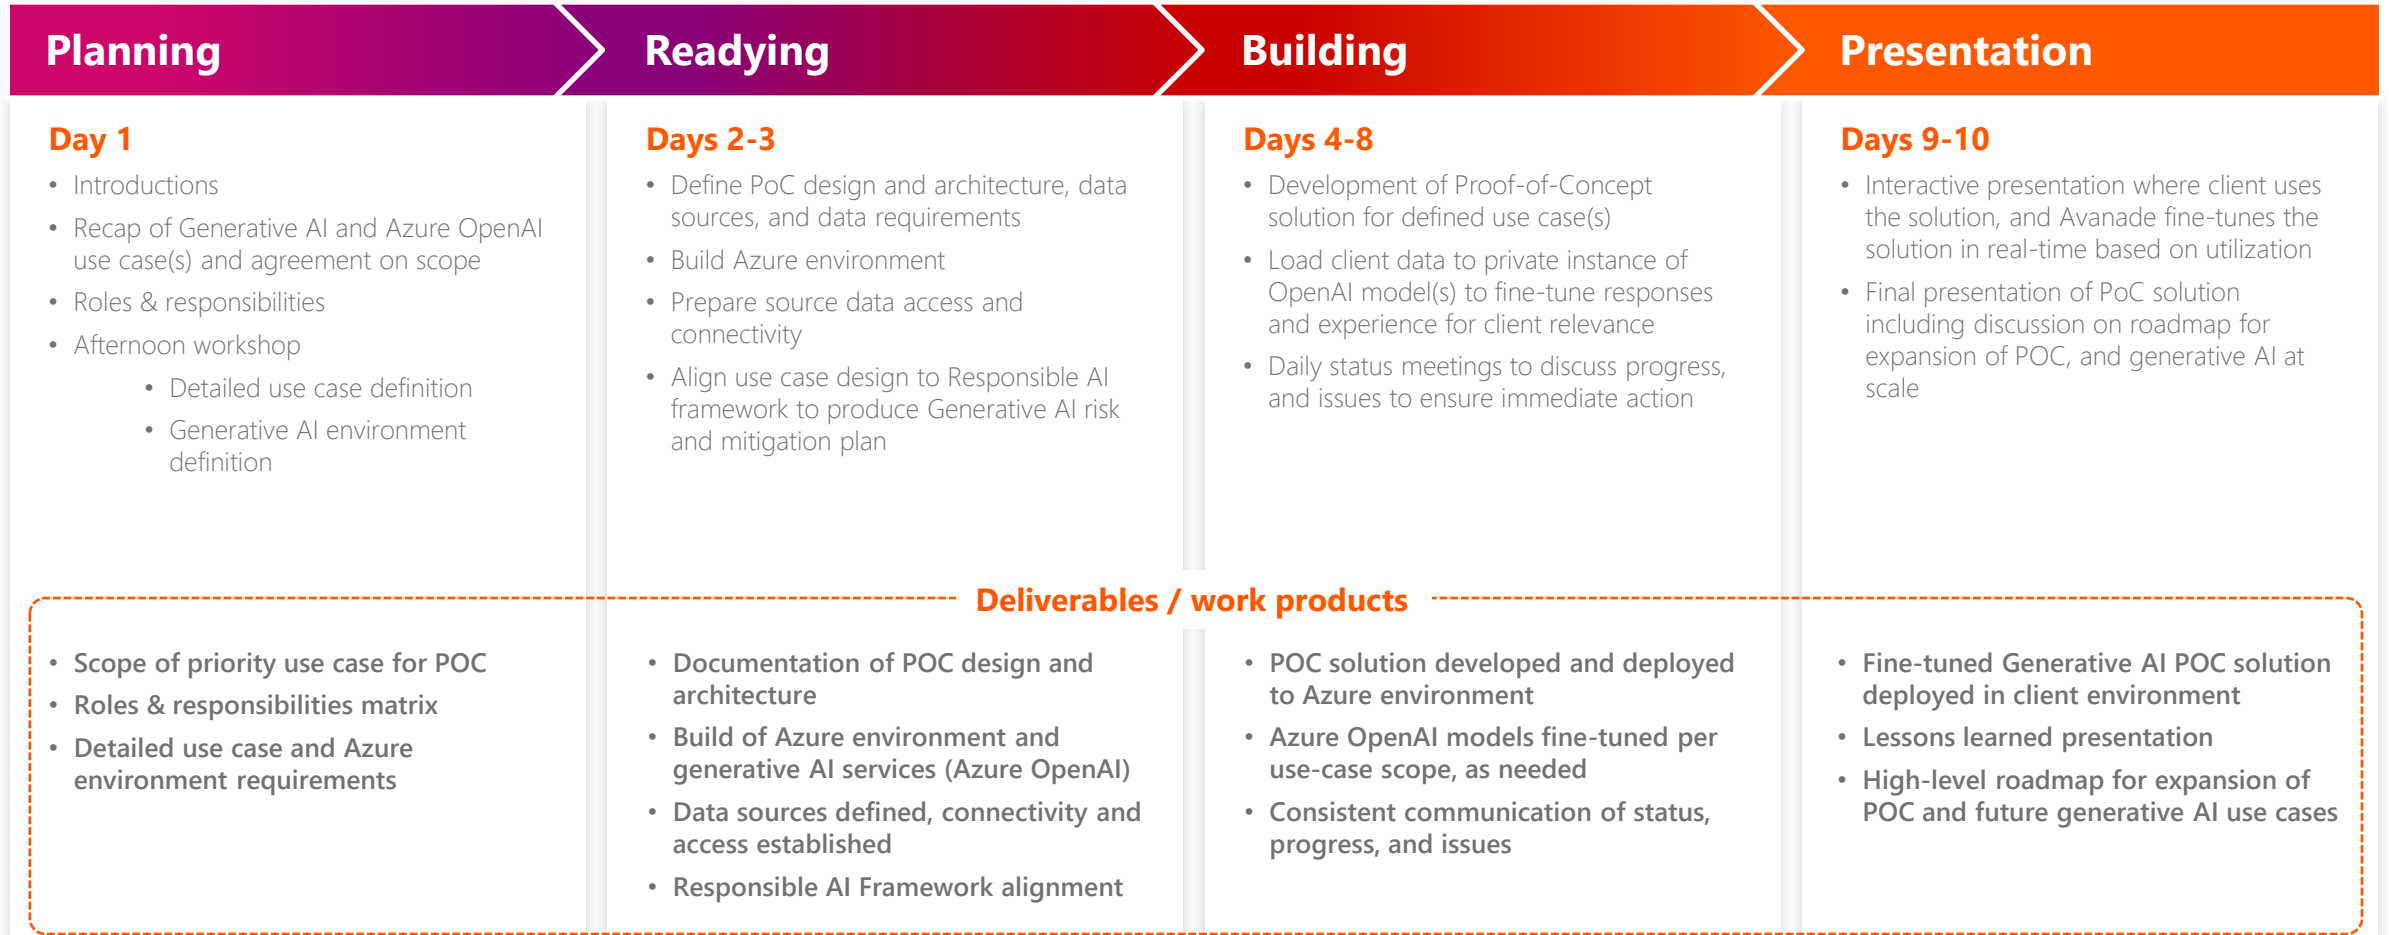 Planning
Readying
Building
Presentation
Day 1
• Introductions
• Recap of Generative AI and Azure OpenAI
use case(s) and agreement on scope
• Roles & responsibilities
• Afternoon workshop
• Detailed use case definition
• Generative AI environment
definition
Days 2-3
• Define PoC design and architecture, data
sources, and data requirements
• Build Azure environment
• Prepare source data access and
connectivity
• Align use case design to Responsible AI
framework to produce Generative AI risk
and mitigation plan
Days 4-8
• Development of Proof-of-Concept
solution for defined use case(s)
• Load client data to private instance of
OpenAI model(s) to fine-tune responses
and experience for client relevance
• Daily status meetings to discuss progress,
and issues to ensure immediate action
Days 9-10
• Interactive presentation where client uses
the solution, and Avanade fine-tunes the
solution in real-time based on utilization
• Final presentation of PoC solution
including discussion on roadmap for
expansion of POC, and generative AI at
scale
Deliverables / work products
• Scope of priority use case for POC
• Roles & responsibilities matrix
• Detailed use case and Azure
environment requirements
• Documentation of POC design and
architecture
• Build of Azure environment and
generative AI services (Azure OpenAI)
• Data sources defined, connectivity and
access established
• Responsible AI Framework alignment
• POC solution developed and deployed
to Azure environment
• Azure OpenAI models fine-tuned per
use-case scope, as needed
• Consistent communication of status,
progress, and issues
• Fine-tuned Generative AI POC solution
deployed in client environment
• Lessons learned presentation
• High-level roadmap for expansion of
POC and future generative AI use cases